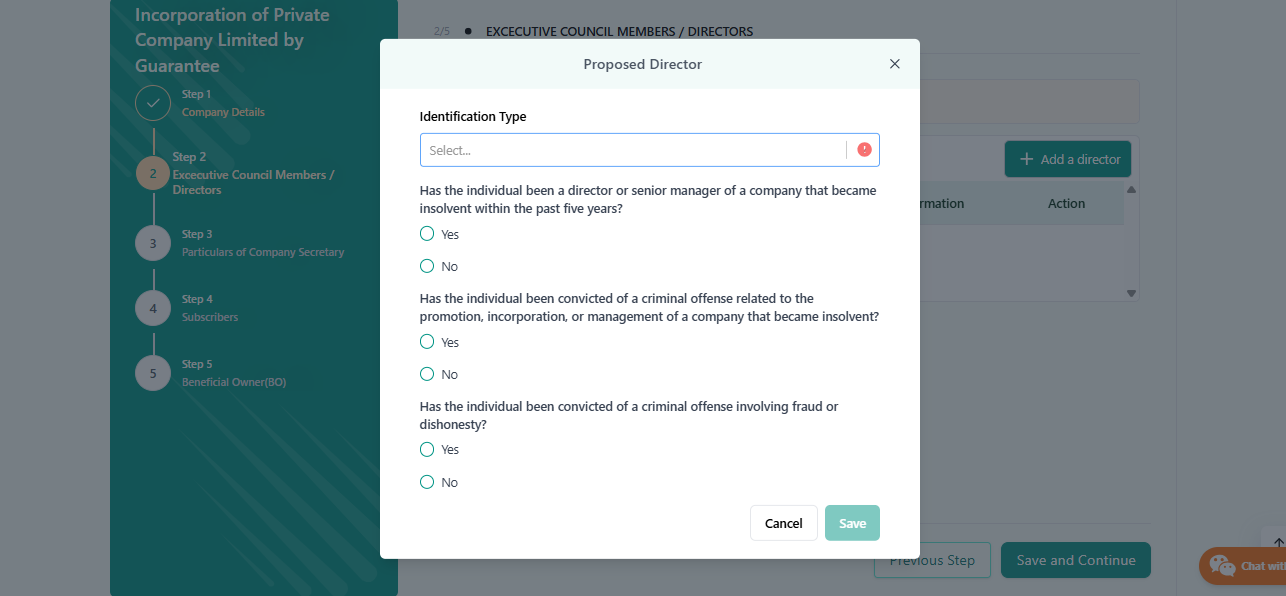 Incorporation of Private
Company Limited by
Guarantee
Step 1
Company Details
2
Step 2
Excecutive Council Members /
Directors
3
Step 3
Particulars of Company Secretary
4
Step 4
Subscribers
5
Step 5
Beneficial Owner(BO)
2/5 EXCECUTIVE COUNCIL MEMBERS / DIRECTORS
Add a director
rmation Action
Proposed Director
Identification Type
Select...
Has the individual been a director or senior manager of a company that became
insolvent within the past five years?
Yes
No
Has the individual been convicted of a criminal offense related to the
promotion, incorporation, or management of a company that became insolvent?
Yes
No
Has the individual been convicted of a criminal offense involving fraud or
dishonesty?
Yes
No
Cancel Save
Previous Step Save and Continue
Chat with